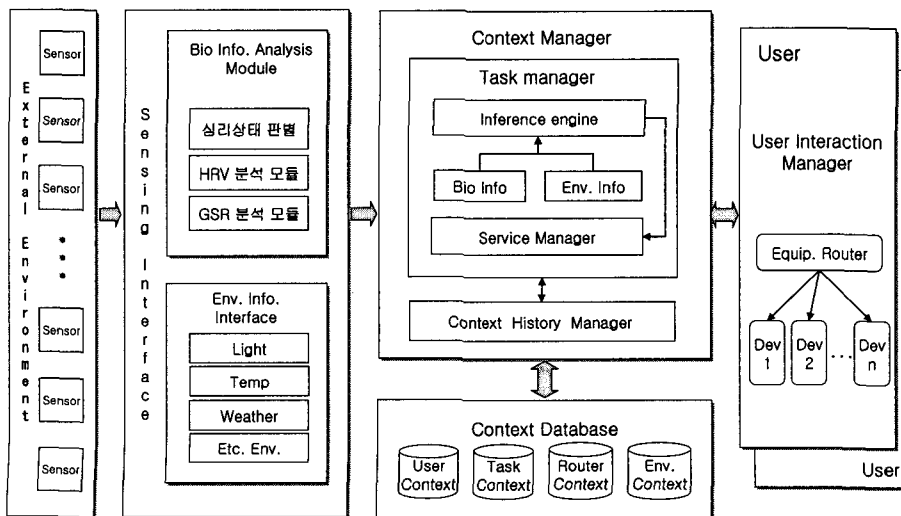 External Environment
Sensor
Sensor
Sensor
Sensor
Sensor
Sensor
Sensing Interface
Bio Info. Analysis
Module
심리상태 판별
HRV 분석 모듈
GSR 분석 모듈
Env. Info.
Interface
Light
Temp
Weather
Etc. Env.
Context Manager
Task manager
Inference engine
Bio Info
Env. Info
Service Manager
Context History Manager
Context Database
User
Context
Task
Context
Router
Context
Env.
Context
User
User Interaction
Manager
Equip. Router
Dev
1
Dev
2
...
Dev
n
User